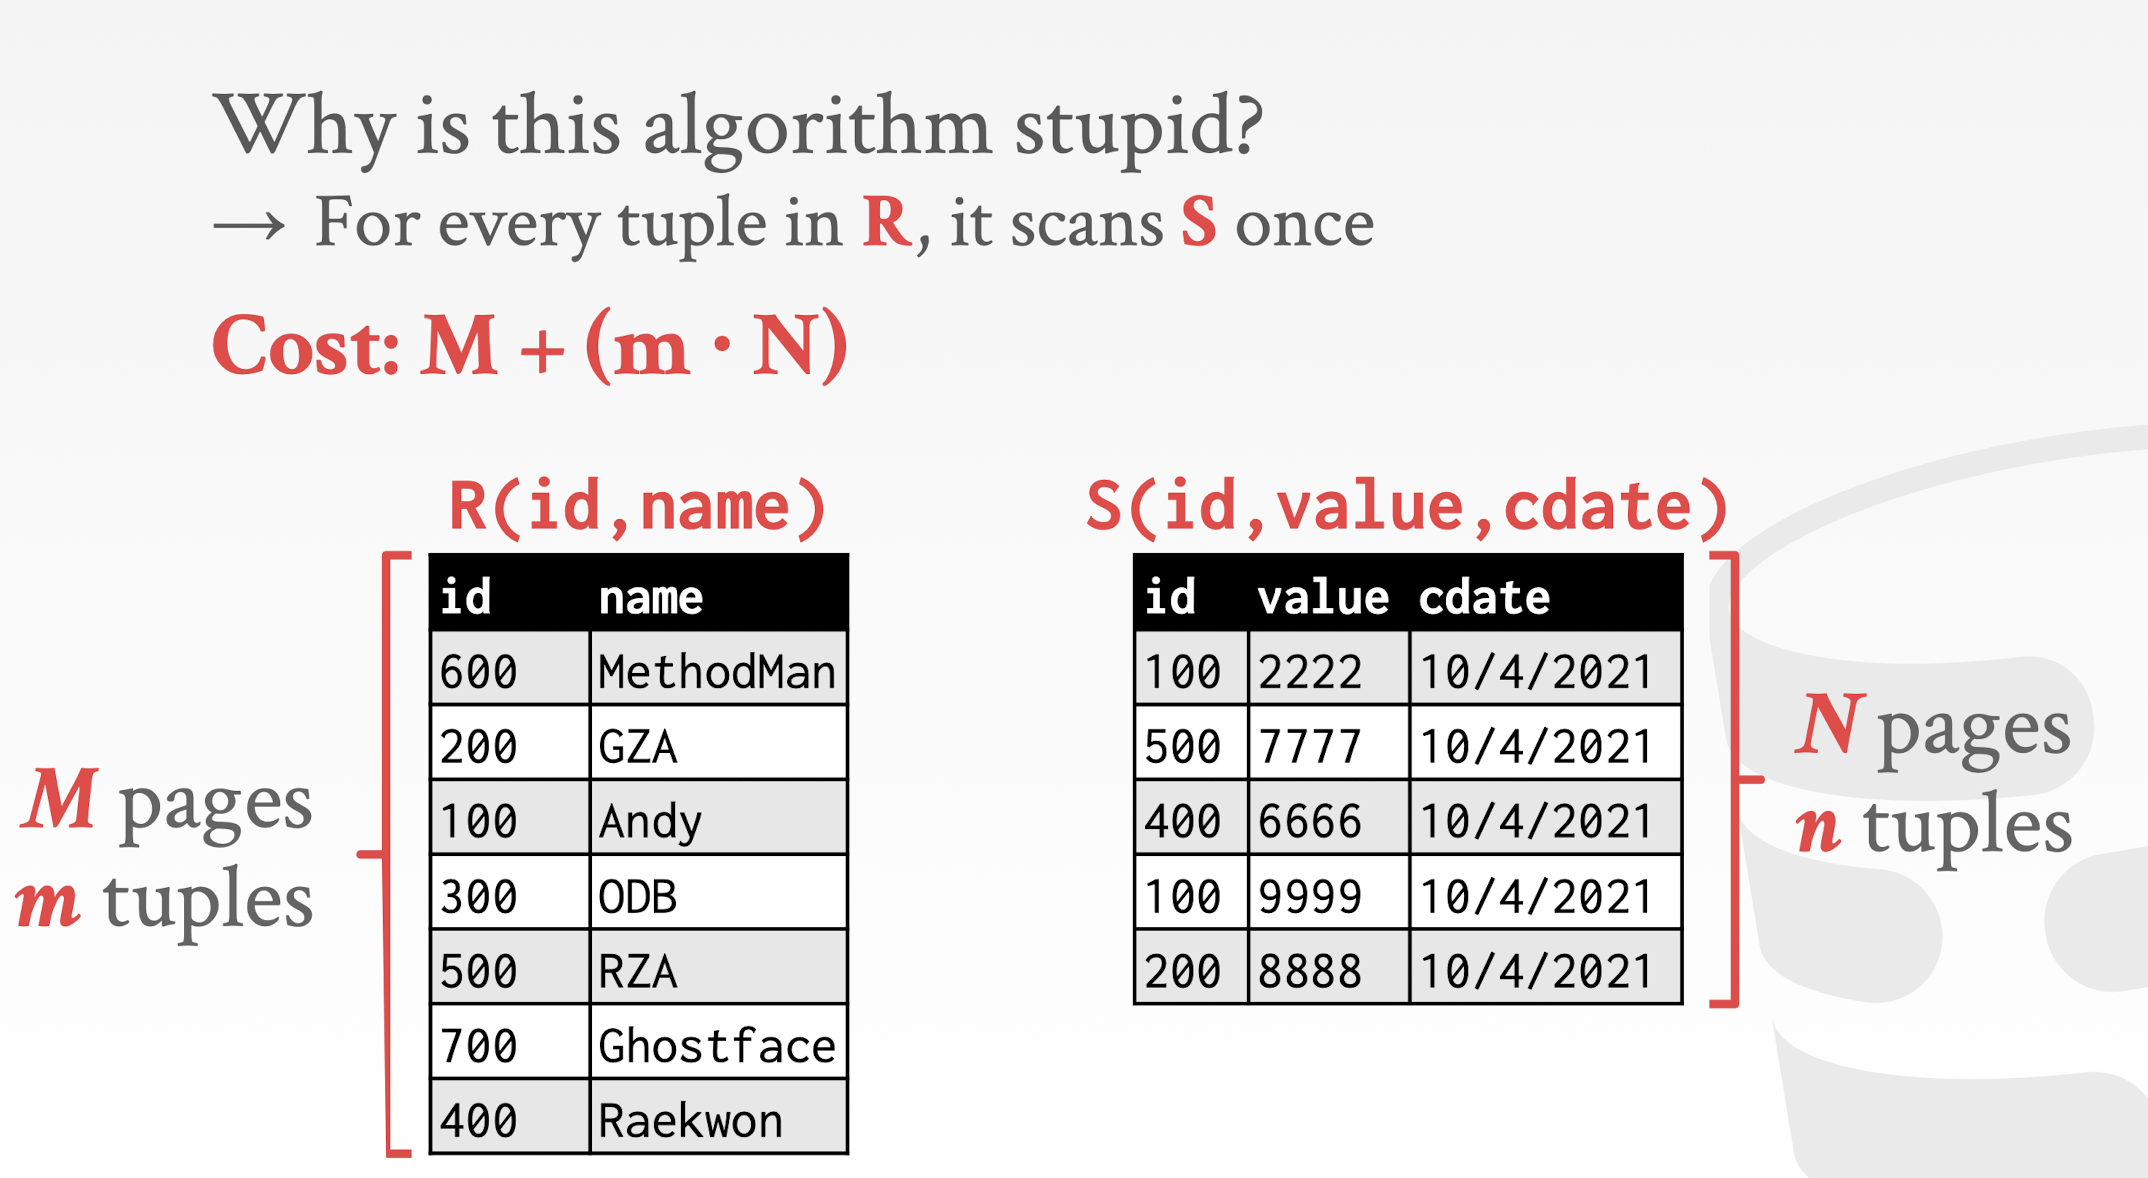 Why is this algorithm stupid?
→ For every tuple in R, it scans S once
Cost: M + (m · N)
R(id,name)
id name
600 MethodMan
200 GZA
100 Andy
300 ODB
500 RZA
700 Ghostface
400 Raekwon
M pages
m tuples
S(id,value,cdate)
id value cdate
100 2222 10/4/2021
500 7777 10/4/2021
400 6666 10/4/2021
100 9999 10/4/2021
200 8888 10/4/2021
N pages
n tuples